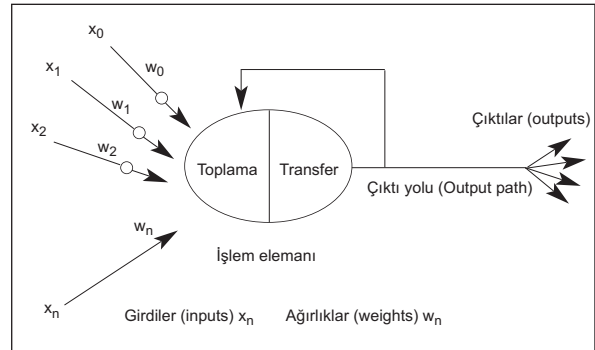 x0
x1
w0
w1
x2
w2
Çıktılar (outputs)
Toplama Transfer
Çıktı yolu (Output path)
wn
İşlem elemanı
xn
Girdiler (inputs) xn Ağırlıklar (weights) wn